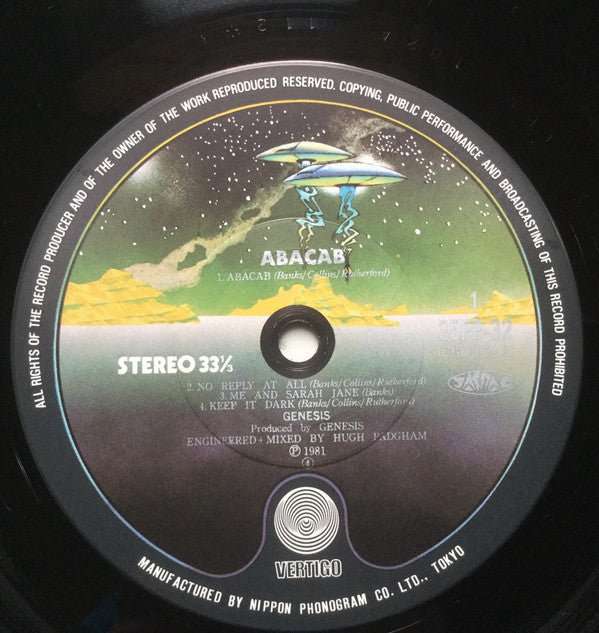 ALL RIGHTS OF THE RECORD PRODUCER AND OF THE OWNER OF THE WORK REPRODUCED RESERVED. COPYING, PUBLIC PERFORMANCE AND BROADCASTING OF THIS RECORD PROHIBITED
ABACAB
1. ABACAB (Banks/Collins/Rutherford)
1
STEREO 33⅓
JASRAC
2. NO REPLY AT ALL (Banks/Collins/Rutherford)
3. ME AND SARAH JANE (Banks)
4. KEEP IT DARK (Banks/Collins/Rutherford)
GENESIS
Produced by GENESIS
ENGINEERED+MIXED BY HUGH PADGHAM
Ⓟ 1981
VERTIGO
MANUFACTURED BY NIPPON PHONOGRAM CO. LTD., TOKYO